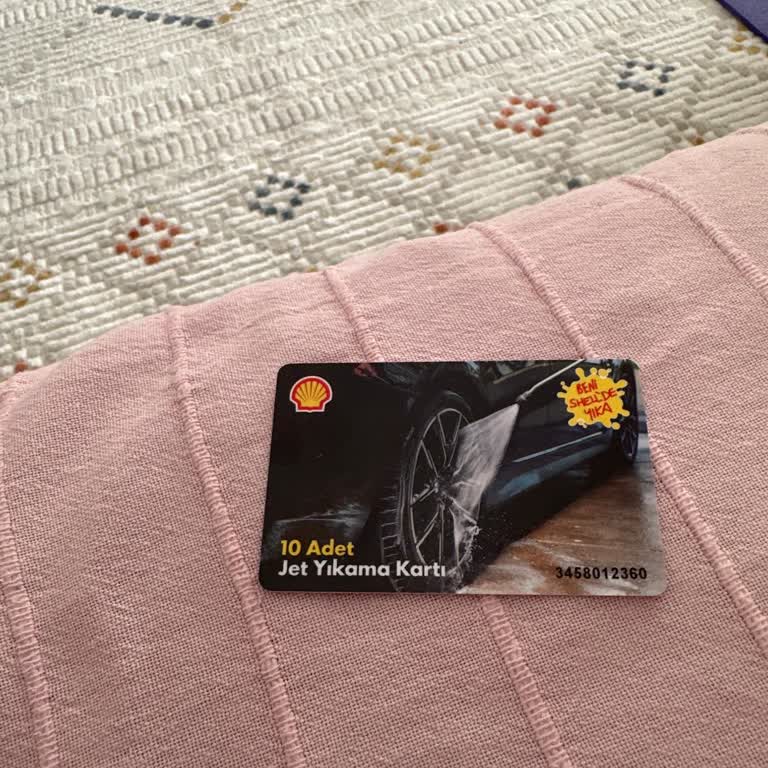 BENİ
SHELL'DE
YIKA
10 Adet
Jet Yıkama Kartı
3458012360